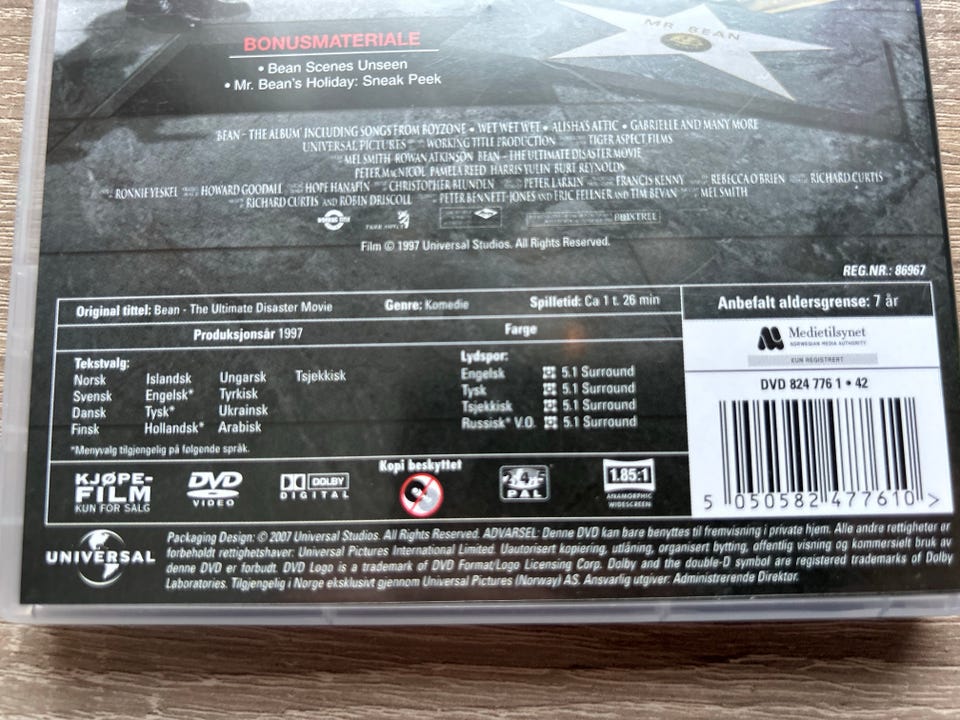 MR. BEAN
BONUSMATERIALE
• Bean Scenes Unseen
• Mr. Bean's Holiday: Sneak Peek
'BEAN - THE ALBUM' INCLUDING SONGS FROM BOYZONE • WET WET WET • ALISHA'S ATTIC • GABRIELLE AND MANY MORE
UNIVERSAL PICTURES WORKING TITLE PRODUCTION TIGER ASPECT FILMS
MEL SMITH ROWAN ATKINSON BEAN - THE ULTIMATE DISASTER MOVIE
PETER MACNICOL PAMELA REED HARRIS YULIN BURT REYNOLDS
RONNIE YESKEL HOWARD GOODALL HOPE HANAFIN CHRISTOPHER BLUNDEN PETER LARKIN FRANCIS KENNY REBECCA O'BRIEN RICHARD CURTIS
RICHARD CURTIS AND ROBIN DRISCOLL PETER BENNETT-JONES AND ERIC FELLNER AND TIM BEVAN MEL SMITH
WORKING TITLE
Film © 1997 Universal Studios. All Rights Reserved.
REG.NR.: 86967
Original tittel: Bean - The Ultimate Disaster Movie Genre: Komedie Spilletid: Ca 1 t. 26 min
Produksjonsår 1997 Farge
Anbefalt aldersgrense: 7 år
Medietilsynet
NORWEGIAN MEDIA AUTHORITY
KUN REGISTRERT
DVD 824 776 1 • 42
5 050582 477610 >
Tekstvalg:
Norsk Islandsk Ungarsk Tsjekkisk
Svensk Engelsk* Tyrkisk
Dansk Tysk* Ukrainsk
Finsk Hollandsk* Arabisk
*Menyvalg tilgjengelig på følgende språk.
Lydspor:
Engelsk 5.1 Surround
Tysk 5.1 Surround
Tsjekkisk 5.1 Surround
Russisk* V.O. 5.1 Surround
KJØPE-
FILM
KUN FOR SALG
DVD
VIDEO
DOLBY
DIGITAL
Kopi beskyttet
2 4
PAL
1.85:1
ANAMORPHIC
WIDESCREEN
UNIVERSAL
Packaging Design: © 2007 Universal Studios. All Rights Reserved. ADVARSEL: Denne DVD kan bare benyttes til fremvisning i private hjem. Alle andre rettigheter er
forbeholdt rettighetshaver: Universal Pictures International Limited. Uautorisert kopiering, utlåning, organisert bytting, offentlig visning og kommersielt bruk av
denne DVD er forbudt. DVD Logo is a trademark of DVD Format/Logo Licensing Corp. Dolby and the double-D symbol are registered trademarks of Dolby
Laboratories. Tilgjengelig i Norge eksklusivt gjennom Universal Pictures (Norway) AS. Ansvarlig utgiver: Administrerende Direktør.